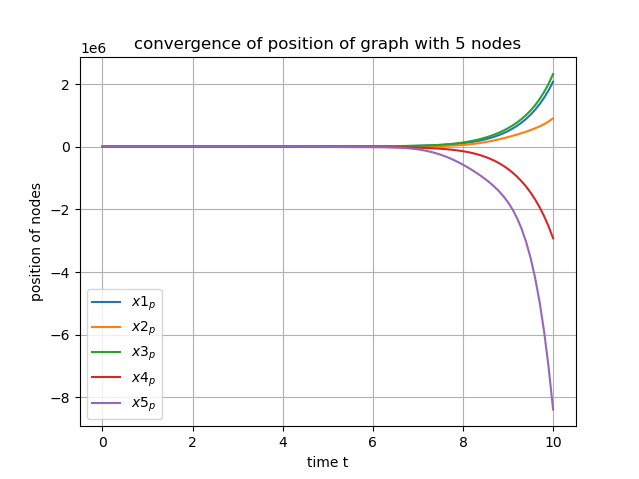 convergence of position of graph with 5 nodes
1e6
2
0
−2
−4
−6
−8
position of nodes
x1p
x2p
x3p
x4p
x5p
0 2 4 6 8 10
time t